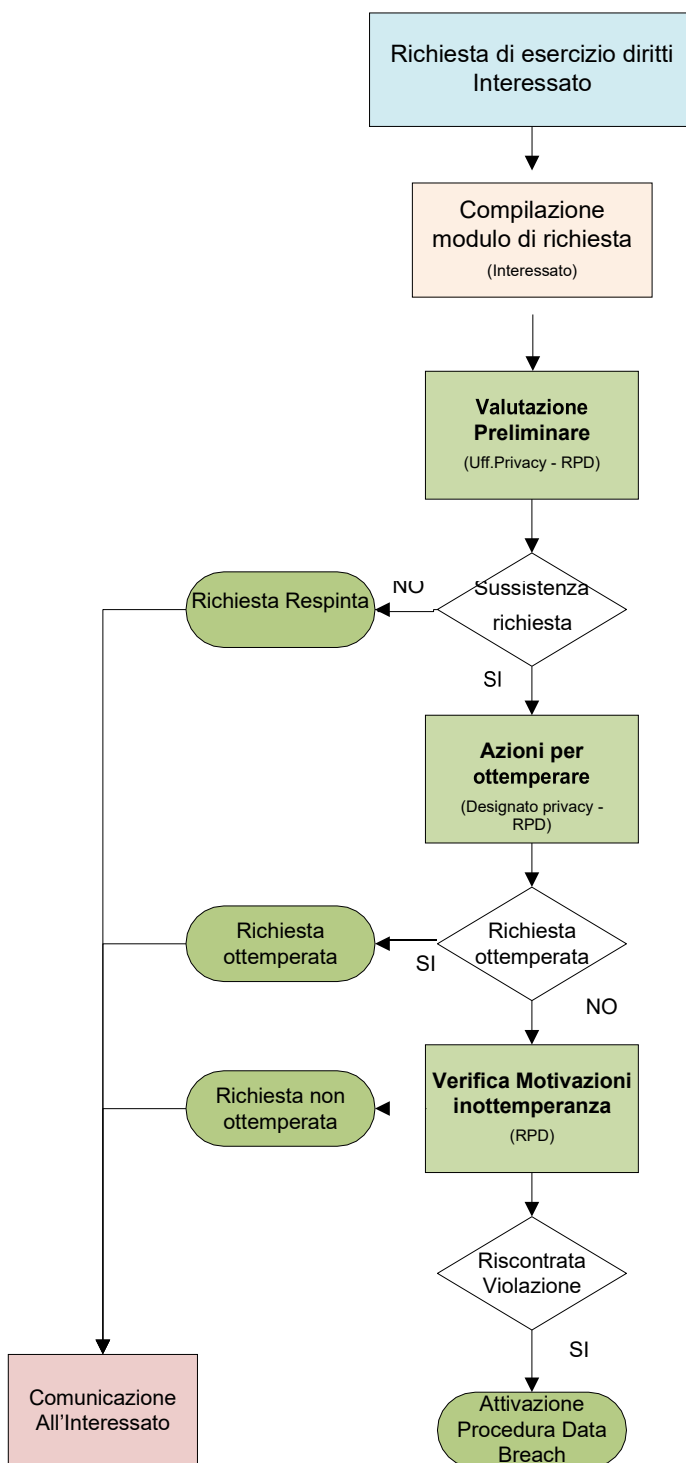 Richiesta di esercizio diritti
Interessato
Compilazione
modulo di richiesta
(Interessato)
Valutazione
Preliminare
(Uff.Privacy - RPD)
Richiesta Respinta
NO
Sussistenza
richiesta
SI
Azioni per
ottemperare
(Designato privacy -
RPD)
Richiesta
ottemperata
SI
Richiesta
ottemperata
NO
Richiesta non
ottemperata
Verifica Motivazioni
inottemperanza
(RPD)
Riscontrata
Violazione
SI
Comunicazione
All'Interessato
Attivazione
Procedura Data
Breach